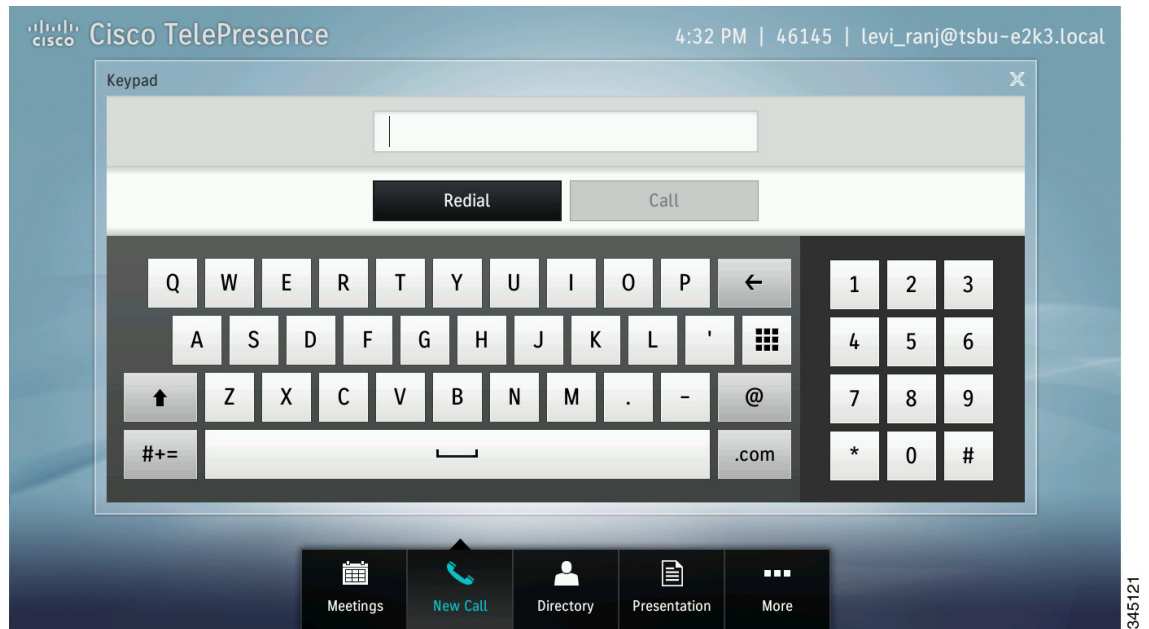 cisco Cisco TelePresence 4:32 PM | 46145 | levi_ranj@tsbu-e2k3.local
Keypad X
Redial Call
Q W E R T Y U I O P ← 1 2 3
A S D F G H J K L ' 4 5 6
Z X C V B N M . - @ 7 8 9
#+= .com * 0 #
Meetings New Call Directory Presentation More
345121